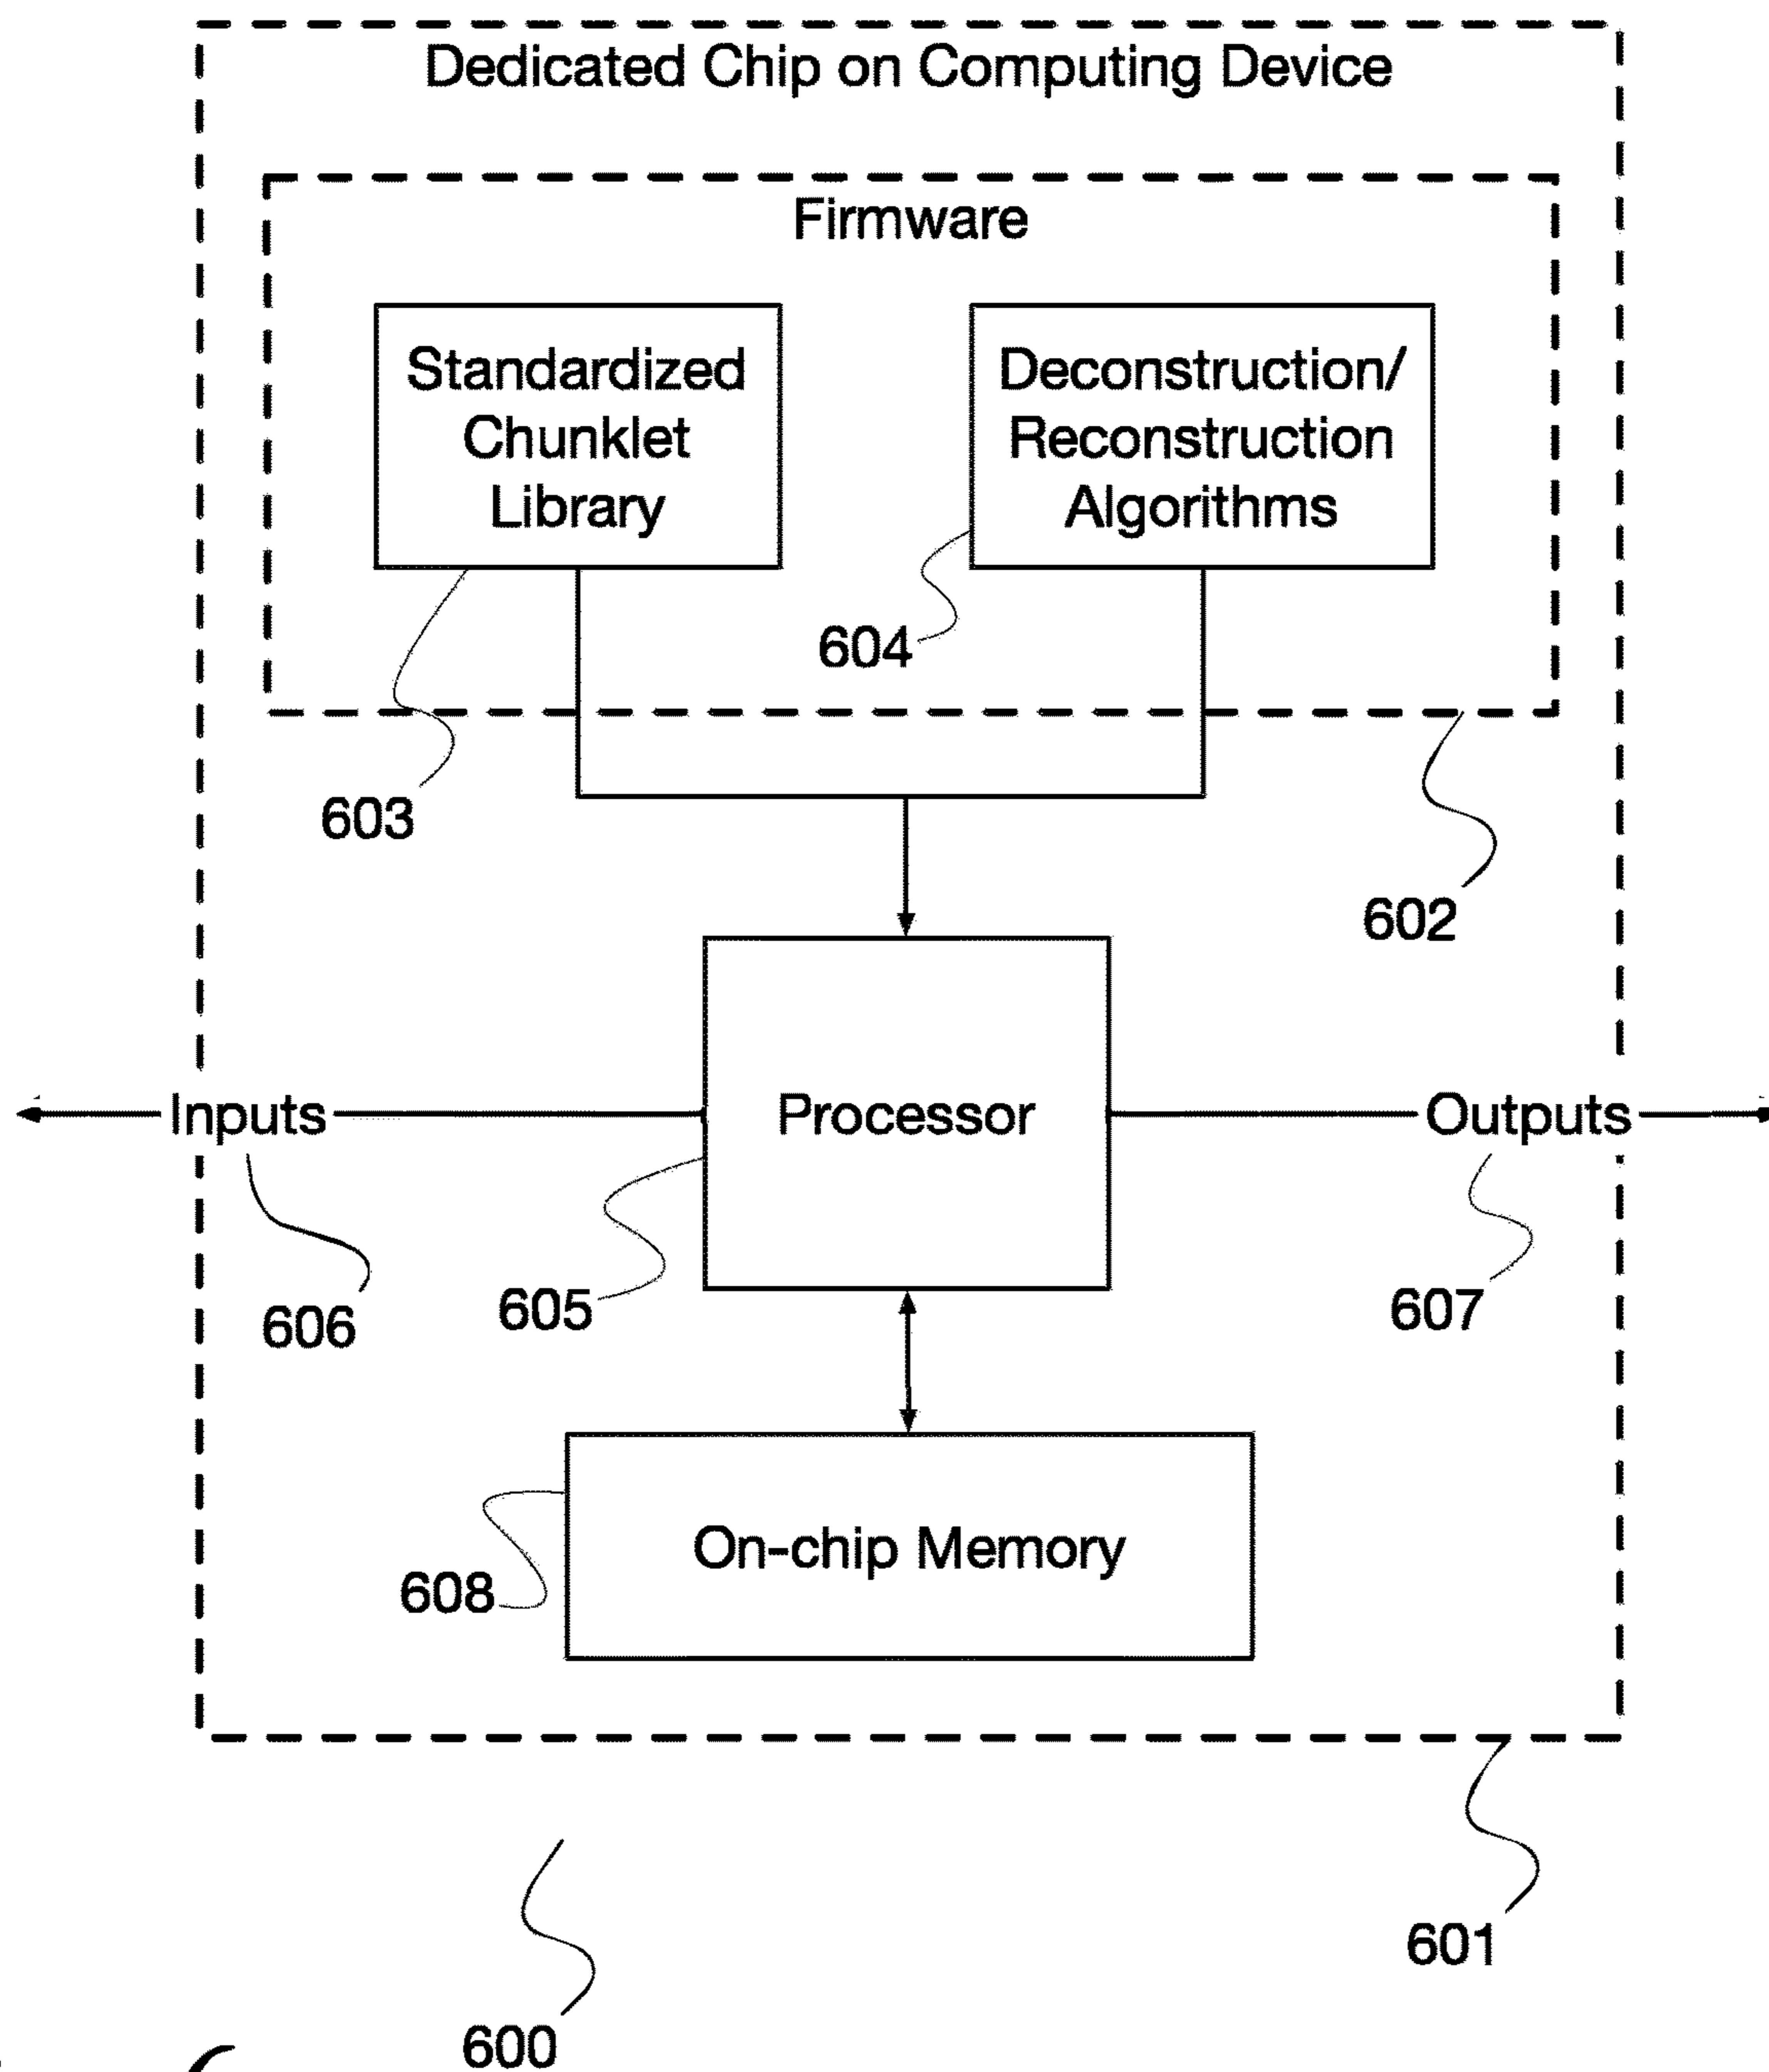 Dedicated Chip on Computing Device
Firmware
Standardized
Chunklet
Library
Deconstruction/
Reconstruction
Algorithms
604
603
602
Inputs
Processor
Outputs
606
605
607
On-chip Memory
608
601
600